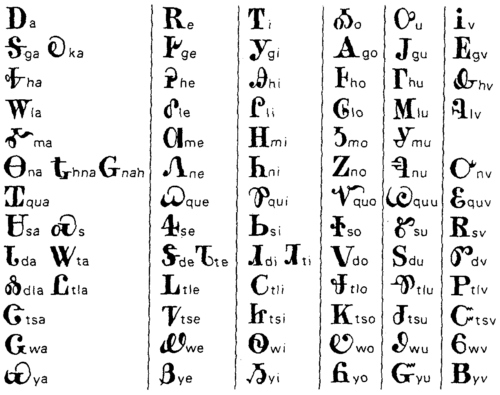 Ꭰa Ꭱe Ꭲi Ꭳo Ꭴu Ꭵv
Ꭶga Ꭷka Ꭸge Ꭹgi Ꭺgo Ꭻgu Ꭼgv
Ꭽha Ꭾhe Ꭿhi Ꮀho Ꮁhu Ꮂhv
Ꮃla Ꮄle Ꮅli Ꮆlo Ꮇlu Ꮈlv
Ꮉma Ꮊme Ꮋmi Ꮌmo Ꮍmu
Ꮎna Ꮏhna Ꮐnah Ꮑne Ꮒni Ꮓno Ꮔnu Ꮕnv
Ꮖqua Ꮗque Ꮘqui Ꮙquo Ꮚquu Ꮛquv
Ꮜsa Ꮝs Ꮞse Ꮟsi Ꮠso Ꮡsu Ꮢsv
Ꮣda Ꮤta Ꮥde Ꮦte Ꮧdi Ꮨti Ꮩdo Ꮪdu Ꮫdv
Ꮬdla Ꮭtla Ꮮtle Ꮯtli Ꮰtlo Ꮱtlu Ꮲtlv
Ꮳtsa Ꮴtse Ꮵtsi Ꮶtso Ꮷtsu Ꮸtsv
Ꮹwa Ꮺwe Ꮻwi Ꮼwo Ꮽwu Ꮾwv
Ꮿya Ᏸye Ᏹyi Ᏺyo Ᏻyu Ᏼyv